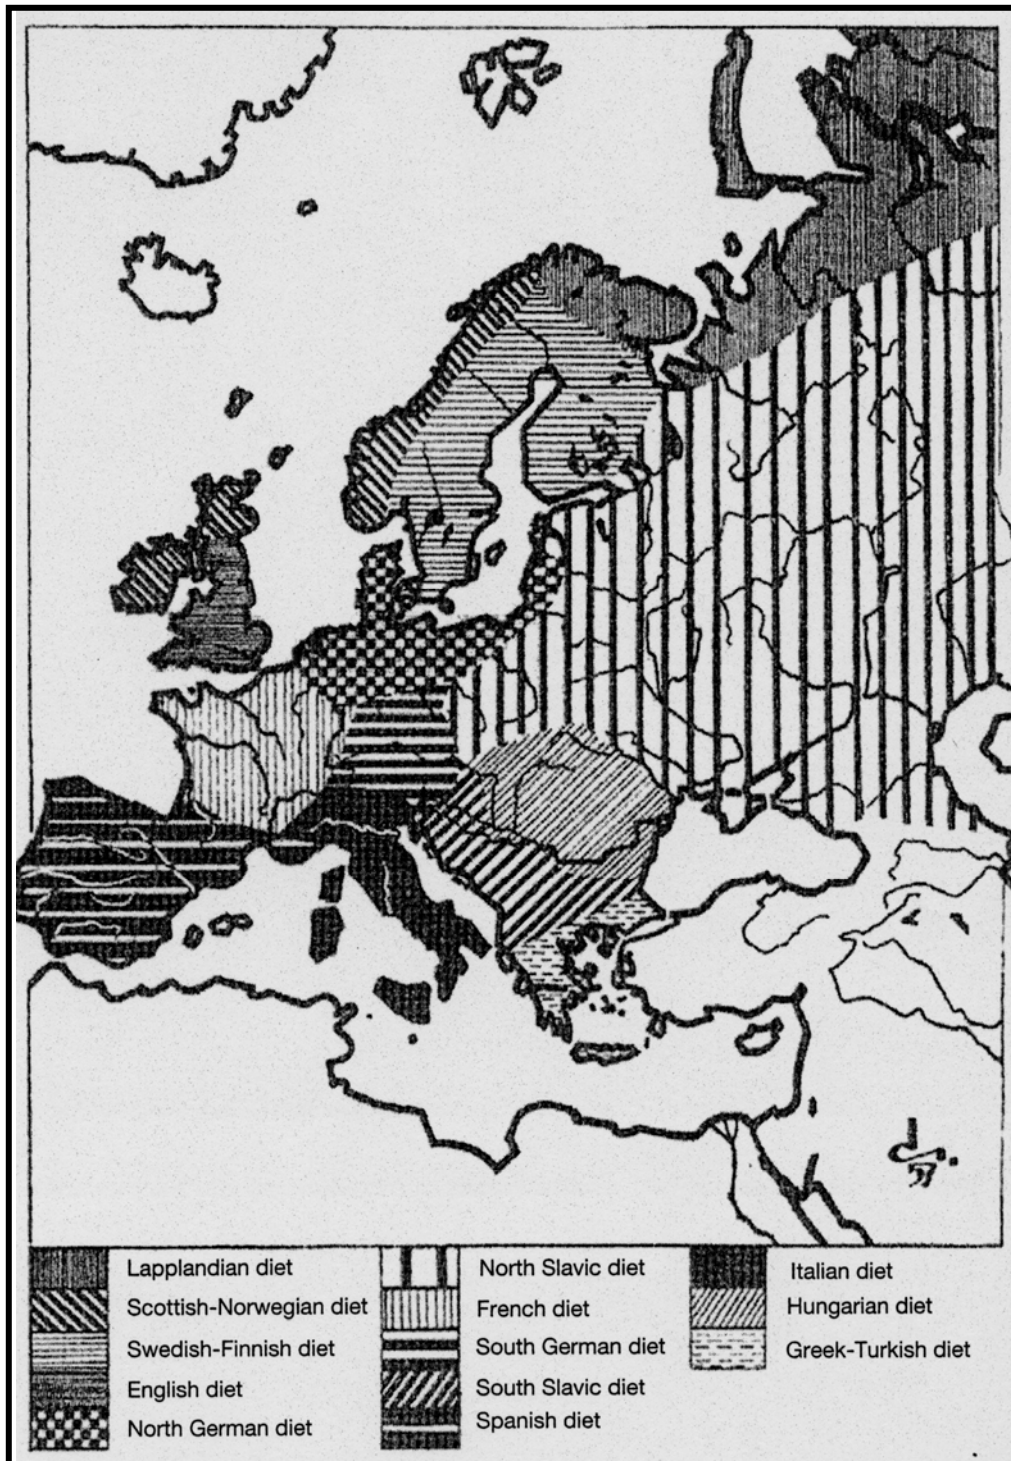 Lapplandian diet
Scottish-Norwegian diet
Swedish-Finnish diet
English diet
North German diet
North Slavic diet
French diet
South German diet
South Slavic diet
Spanish diet
Italian diet
Hungarian diet
Greek-Turkish diet